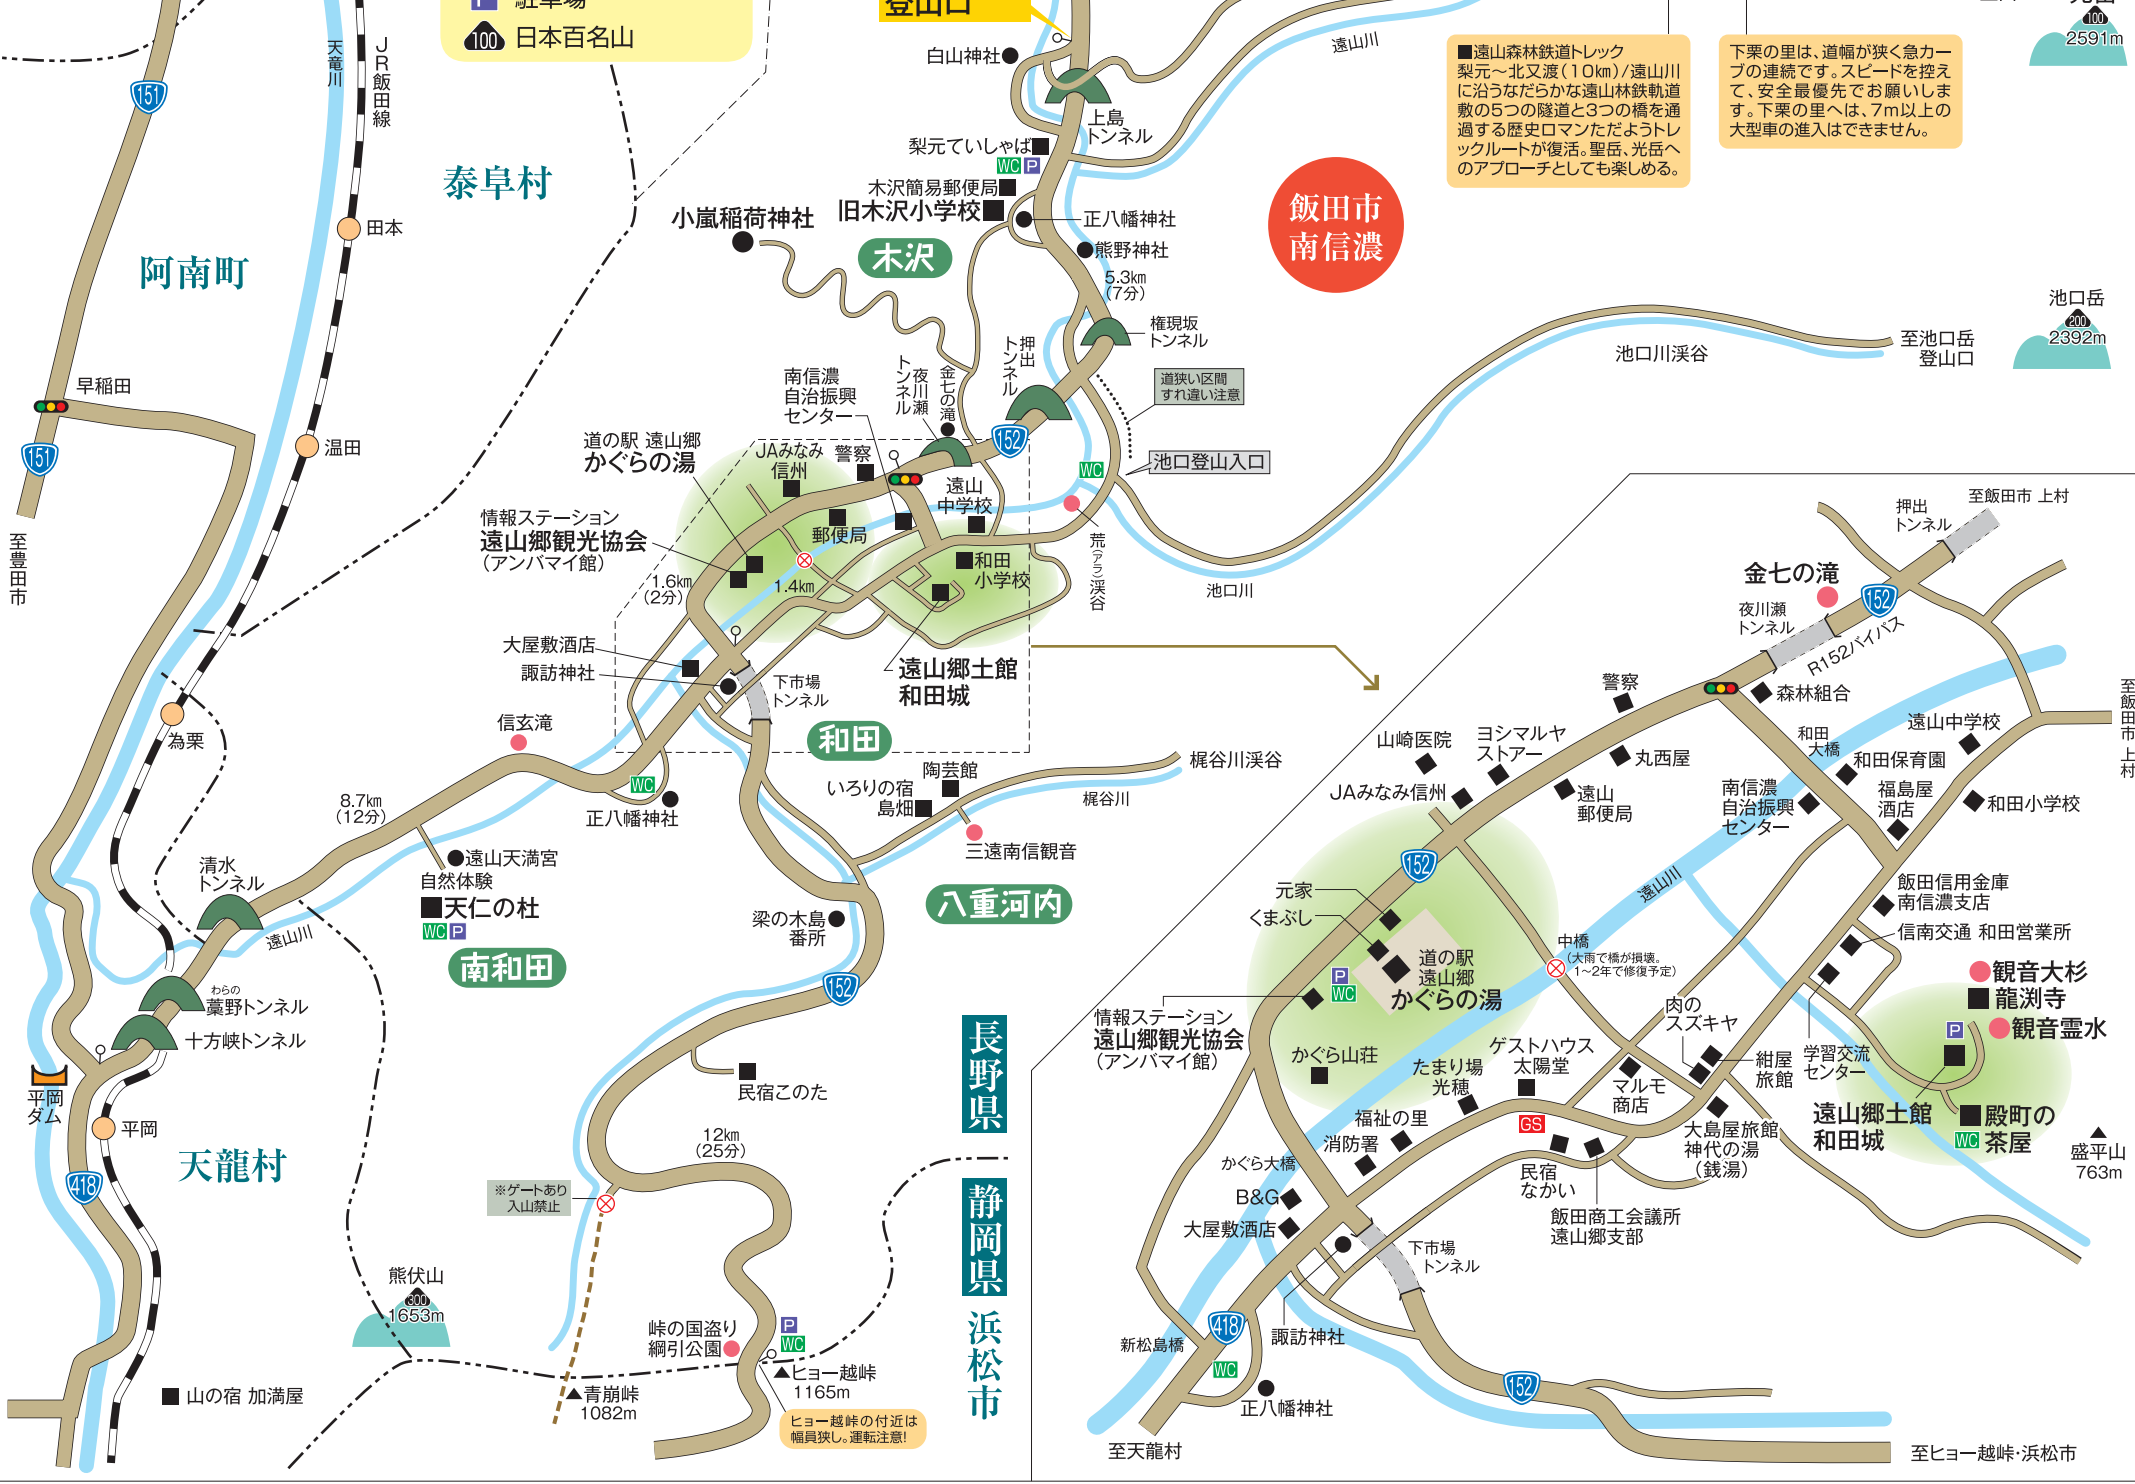 日本百名山
100
登山口
天竜川
JR飯田線
151
泰阜村
阿南町
田本
早稲田
151
温田
至豊田市
為栗
白山神社
遠山川
上島
トンネル
梨元ていしゃば
WC P
木沢簡易郵便局
旧木沢小学校
小嵐稲荷神社
正八幡神社
木沢
熊野神社
5.3km
(7分)
飯田市
南信濃
■遠山森林鉄道トレック
梨元〜北又渡(10km)/遠山川
に沿うなだらかな遠山林鉄軌道
敷の5つの隧道と3つの橋を通
過する歴史ロマンただようトレ
ックルートが復活。聖岳、光岳へ
のアプローチとしても楽しめる。
下栗の里は、道幅が狭く急カー
ブの連続です。スピードを控え
て、安全最優先でお願いしま
す。下栗の里へは、7m以上の
大型車の進入はできません。
100
2591m
池口岳
200
2392m
至池口岳
登山口
池口川渓谷
権現坂
トンネル
押出
トンネル
道狭い区間
すれ違い注意
池口登山入口
夜川瀬
トンネル
金七の滝
南信濃
自治振興
センター
152
WC
道の駅 遠山郷
かぐらの湯
JAみなみ
信州
警察
遠山
中学校
郵便局
情報ステーション
遠山郷観光協会
(アンバマイ館)
和田
小学校
荒(アラ)渓谷
池口川
1.6km
(2分)
1.4km
大屋敷酒店
諏訪神社
遠山郷土館
和田城
下市場
トンネル
和田
信玄滝
WC
正八幡神社
陶芸館
いろりの宿
島畑
梶谷川渓谷
梶谷川
三遠南信観音
八重河内
8.7km
(12分)
遠山天満宮
自然体験
天仁の杜
WC P
南和田
清水
トンネル
遠山川
わらの
藁野トンネル
十方峡トンネル
平岡
ダム
平岡
418
天龍村
梁の木島
番所
152
民宿このた
12km
(25分)
※ゲートあり
入山禁止
長野県
静岡県
浜松市
熊伏山
300
1653m
山の宿 加満屋
峠の国盗り
綱引公園
P
WC
ヒョー越峠
1165m
青崩峠
1082m
ヒョー越峠の付近は
幅員狭し。運転注意!
至飯田市 上村
押出
トンネル
金七の滝
152
夜川瀬
トンネル
R152バイパス
森林組合
警察
至飯田市 上村
遠山中学校
和田
大橋
和田保育園
丸西屋
ヨシマルヤ
ストアー
山崎医院
JAみなみ信州
遠山
郵便局
南信濃
自治振興
センター
福島屋
酒店
和田小学校
152
元家
くまぶし
遠山川
飯田信用金庫
南信濃支店
信南交通 和田営業所
中橋
(大雨で橋が損壊。
1〜2年で修復予定)
道の駅
遠山郷
かぐらの湯
P
WC
観音大杉
龍渕寺
観音霊水
P
情報ステーション
遠山郷観光協会
(アンバマイ館)
肉の
スズキヤ
かぐら山荘
たまり場
光穂
ゲストハウス
太陽堂
マルモ
商店
紺屋
旅館
学習交流
センター
遠山郷土館
和田城
殿町の
茶屋
WC
盛平山
763m
福祉の里
消防署
GS
大島屋旅館
神代の湯
(銭湯)
かぐら大橋
B&G
大屋敷酒店
民宿
なかい
飯田商工会議所
遠山郷支部
下市場
トンネル
418
諏訪神社
新松島橋
WC
正八幡神社
152
至天龍村
至ヒョー越峠・浜松市